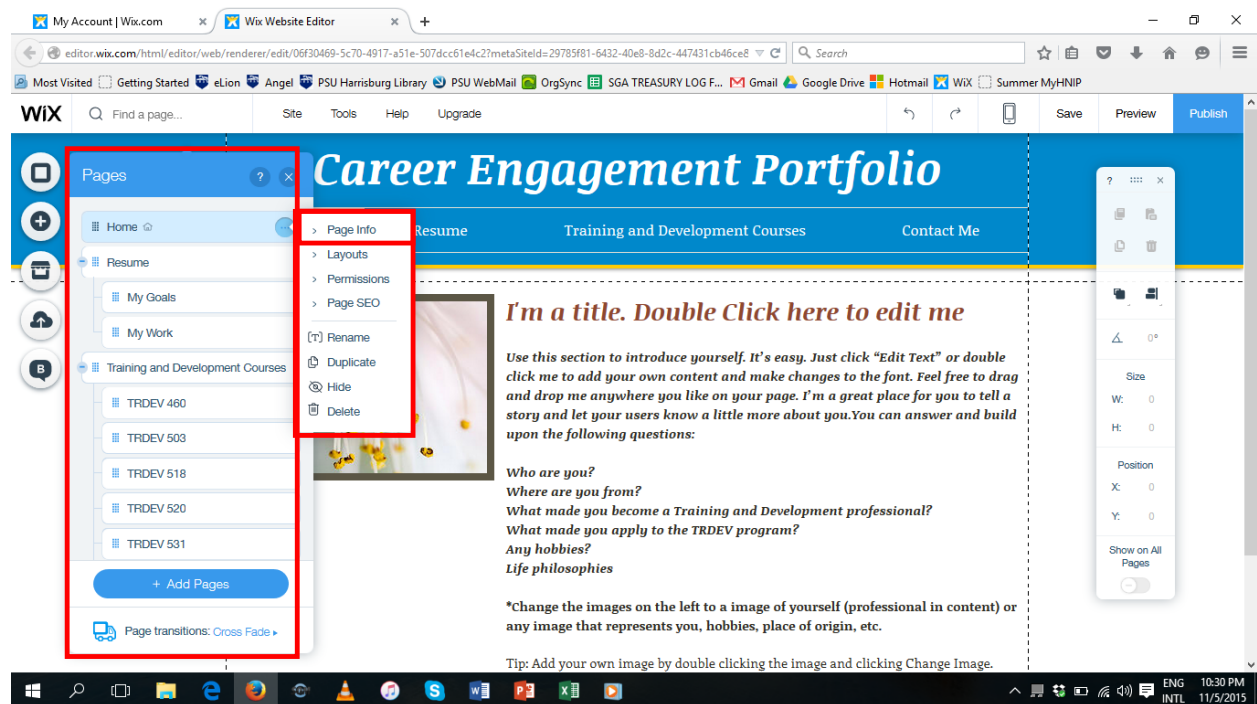 My Account | Wix.com
Wix Website Editor
editor.wix.com/html/editor/web/renderer/edit/06f30469-5c70-4917-a51e-507dcc61e4c2?metaSiteId=29785f81-6432-40e8-8d2c-447431cb46ce8
Search
Most Visited Getting Started eLion Angel PSU Harrisburg Library PSU WebMail OrgSync SGA TREASURY LOG F... Gmail Google Drive Hotmail WiX Summer MyHNIP
WiX Find a page... Site Tools Help Upgrade Save Preview Publish
Career Engagement Portfolio
Resume Training and Development Courses Contact Me
Pages ?
Home
Resume
My Goals
My Work
Training and Development Courses
TRDEV 460
TRDEV 503
TRDEV 518
TRDEV 520
TRDEV 531
+ Add Pages
Page transitions: Cross Fade
Page Info
Layouts
Permissions
Page SEO
[T] Rename
Duplicate
Hide
Delete
I'm a title. Double Click here to edit me
Use this section to introduce yourself. It's easy. Just click “Edit Text” or double
click me to add your own content and make changes to the font. Feel free to drag
and drop me anywhere you like on your page. I'm a great place for you to tell a
story and let your users know a little more about you.You can answer and build
upon the following questions:
Who are you?
Where are you from?
What made you become a Training and Development professional?
What made you apply to the TRDEV program?
Any hobbies?
Life philosophies
*Change the images on the left to a image of yourself (professional in content) or
any image that represents you, hobbies, place of origin, etc.
Tip: Add your own image by double clicking the image and clicking Change Image.
?
0°
Size
W: 0
H: 0
Position
X: 0
Y: 0
Show on All
Pages
B
ENG 10:30 PM
INTL 11/5/2015